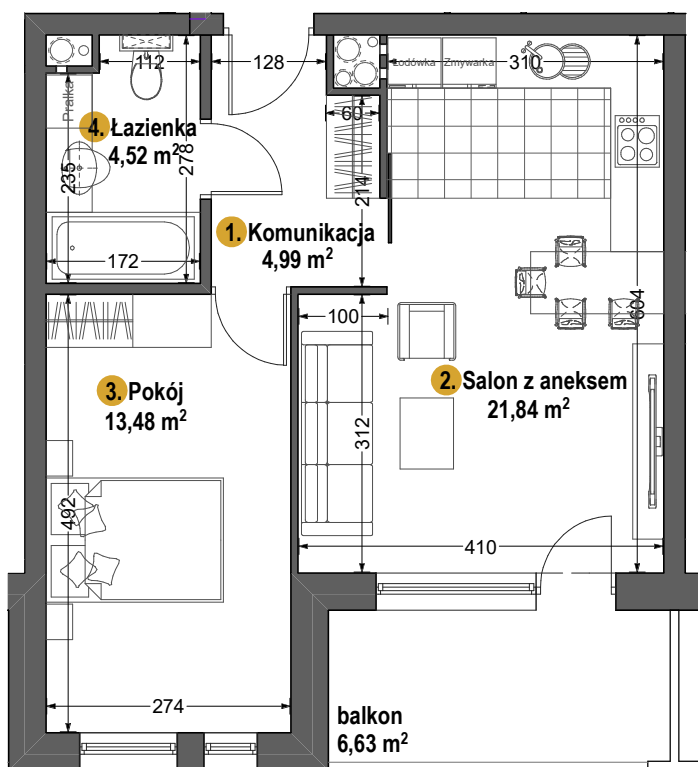 112
128
310
Lodówka
Zmywarka
Pralka
60
4. Łazienka
4,52 m²
278
235
214
172
1. Komunikacja
4,99 m²
604
100
3. Pokój
13,48 m²
2. Salon z aneksem
21,84 m²
312
492
410
274
balkon
6,63 m²